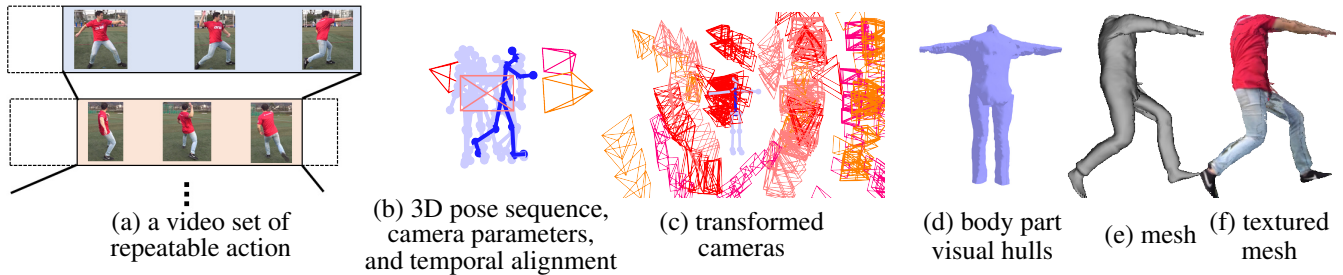 (a) a video set of
repeatable action
(b) 3D pose sequence,
camera parameters,
and temporal alignment
(c) transformed
cameras
(d) body part
visual hulls
(e) mesh
(f) textured
mesh